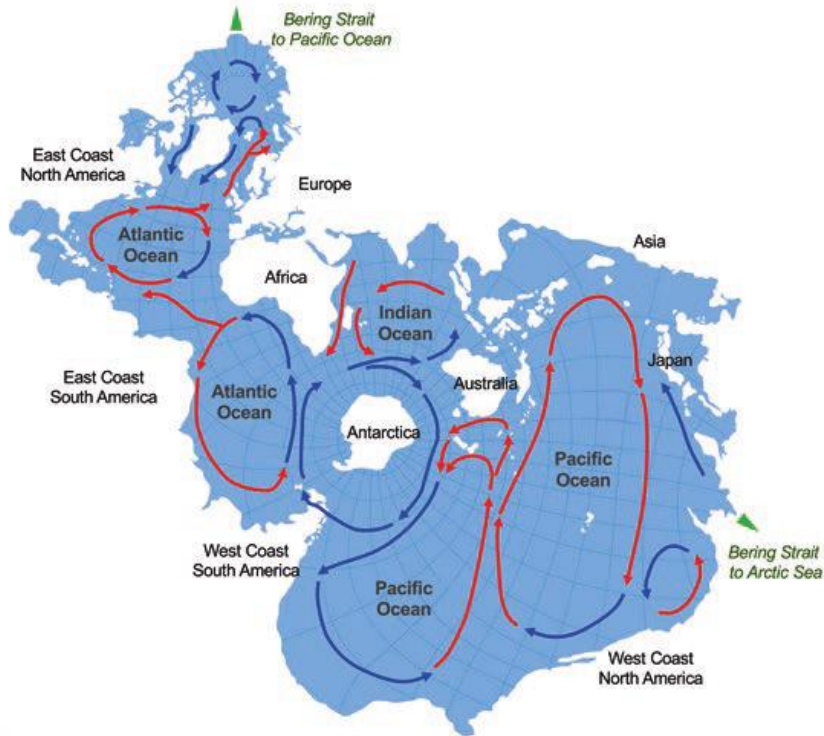 Bering Strait
to Pacific Ocean
East Coast
North America
Europe
Asia
Atlantic
Ocean
Africa
Indian
Ocean
East Coast
South America
Atlantic
Ocean
Australia
Japan
Antarctica
Pacific
Ocean
West Coast
South America
Bering Strait
to Arctic Sea
Pacific
Ocean
West Coast
North America